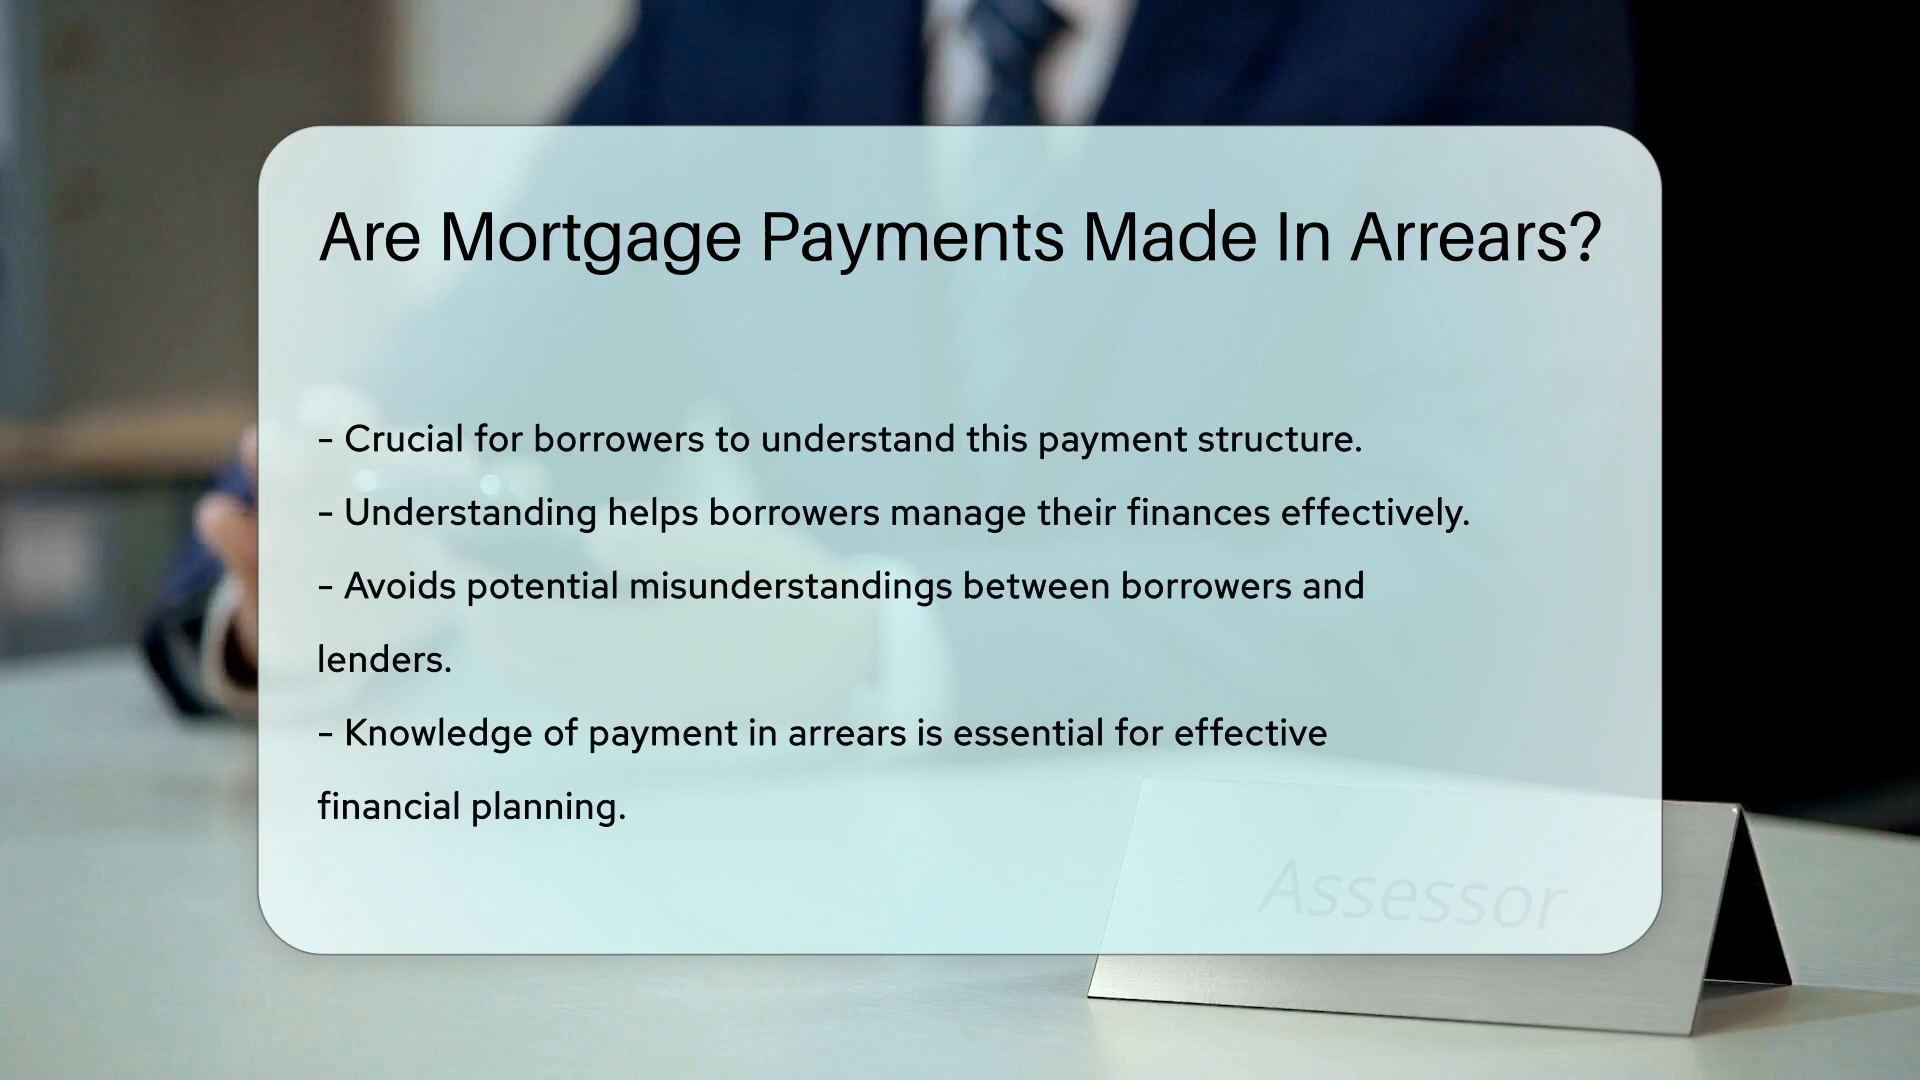 Are Mortgage Payments Made In Arrears?
- Crucial for borrowers to understand this payment structure.
- Understanding helps borrowers manage their finances effectively.
- Avoids potential misunderstandings between borrowers and
lenders.
- Knowledge of payment in arrears is essential for effective
financial planning.
Assessor